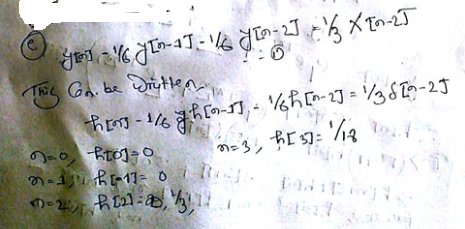 (e)
y[n] - 1/6 y[n-1] - 1/6 y[n-2] = 1/3 x[n-2]
- ①
This Can be Written,
h[n] - 1/6 h[n-1] - 1/6 h[n-2] = 1/3 δ[n-2]
n=0, h[0]=0
n=3, h[3]=1/18
n=1, h[1]=0
n=2, h[2]= 1/3,